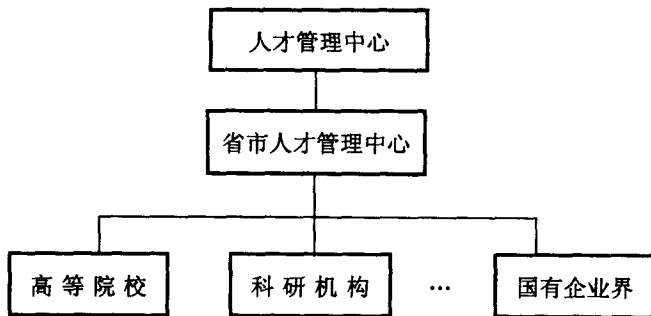 人才管理中心
省市人才管理中心
高等院校
科研机构
…
国有企业界